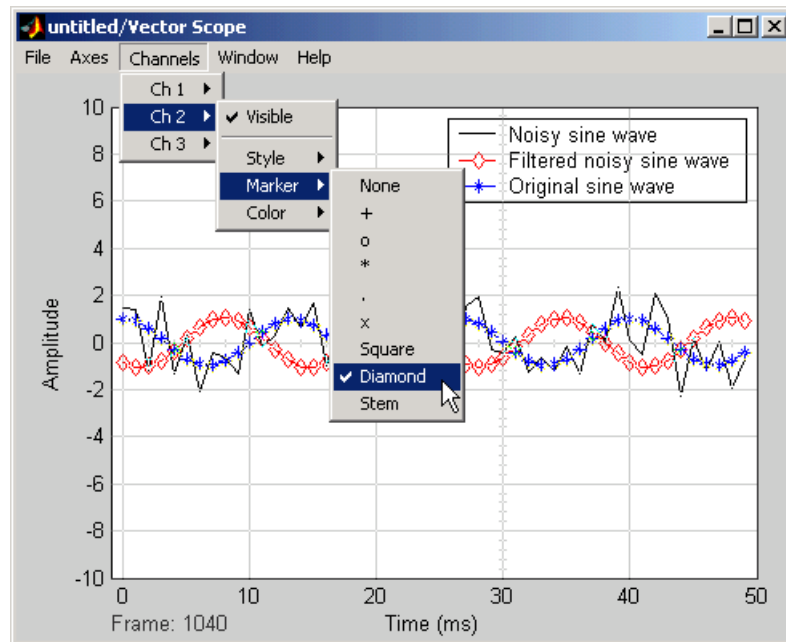 untitled/Vector Scope
File Axes Channels Window Help
Ch 1
Ch 2
Ch 3
Visible
Style
Marker
Color
None
+
o
*
.
x
Square
Diamond
Stem
Noisy sine wave
Filtered noisy sine wave
Original sine wave
Amplitude
10
8
6
4
2
0
-2
-4
-6
-8
-10
0 10 20 30 40 50
Frame: 1040 Time (ms)